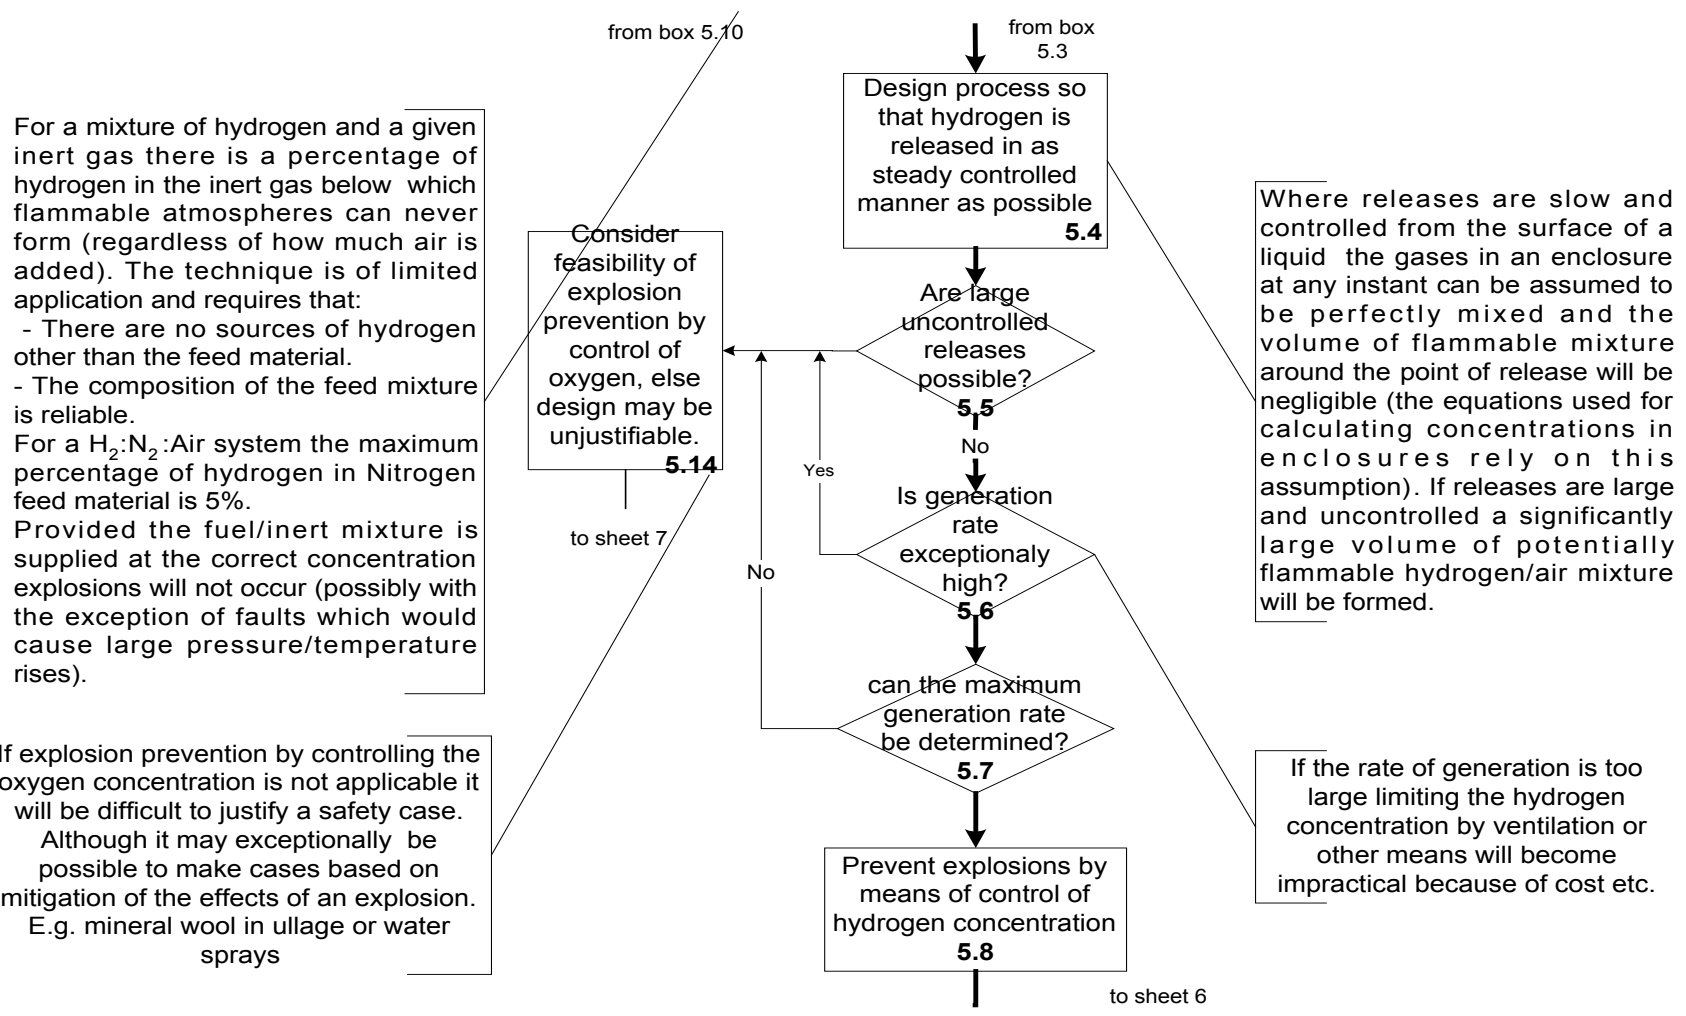 from box 5.10
from box
5.3
For a mixture of hydrogen and a given
inert gas there is a percentage of
hydrogen in the inert gas below which
flammable atmospheres can never
form (regardless of how much air is
added). The technique is of limited
application and requires that:
- There are no sources of hydrogen
other than the feed material.
- The composition of the feed mixture
is reliable.
For a H₂:N₂:Air system the maximum
percentage of hydrogen in Nitrogen
feed material is 5%.
Provided the fuel/inert mixture is
supplied at the correct concentration
explosions will not occur (possibly with
the exception of faults which would
cause large pressure/temperature
rises).
If explosion prevention by controlling the
oxygen concentration is not applicable it
will be difficult to justify a safety case.
Although it may exceptionally be
possible to make cases based on
mitigation of the effects of an explosion.
E.g. mineral wool in ullage or water
sprays
Consider
feasibility of
explosion
prevention by
control of
oxygen, else
design may be
unjustifiable.
5.14
to sheet 7
Design process so
that hydrogen is
released in as
steady controlled
manner as possible
5.4
Are large
uncontrolled
releases
possible?
5.5
No
Yes
Is generation
rate
exceptionaly
high?
5.6
No
can the maximum
generation rate
be determined?
5.7
Prevent explosions by
means of control of
hydrogen concentration
5.8
to sheet 6
Where releases are slow and
controlled from the surface of a
liquid the gases in an enclosure
at any instant can be assumed to
be perfectly mixed and the
volume of flammable mixture
around the point of release will be
negligible (the equations used for
calculating concentrations in
enclosures rely on this
assumption). If releases are large
and uncontrolled a significantly
large volume of potentially
flammable hydrogen/air mixture
will be formed.
If the rate of generation is too
large limiting the hydrogen
concentration by ventilation or
other means will become
impractical because of cost etc.